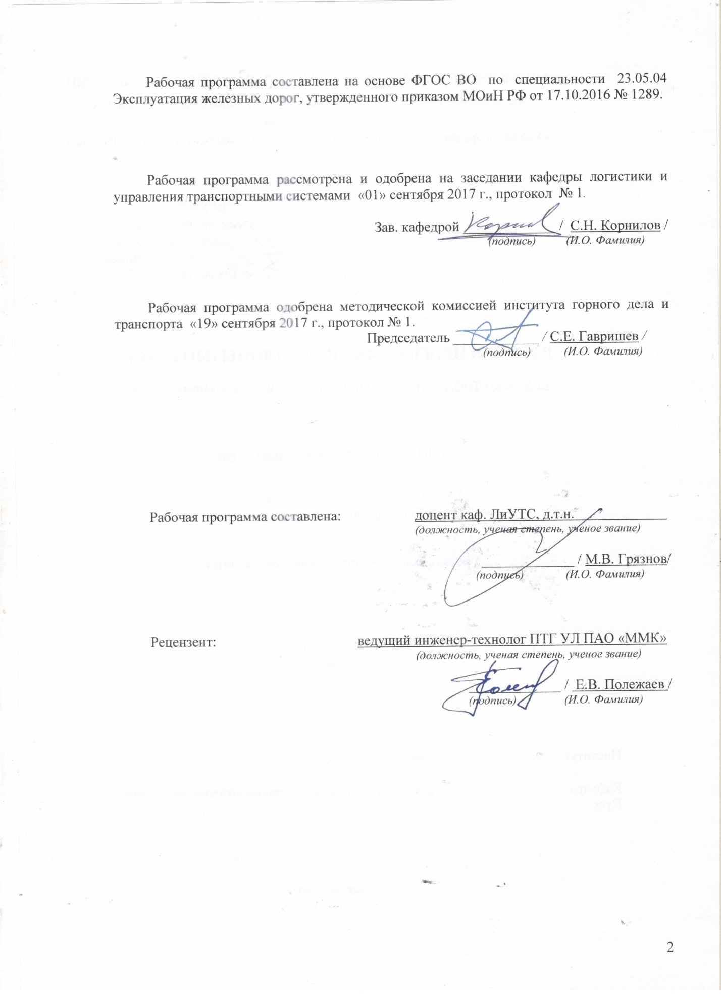 Рабочая программа составлена на основе ФГОС ВО по специальности 23.05.04
Эксплуатация железных дорог, утвержденного приказом МОиН РФ от 17.10.2016 № 1289.
Рабочая программа рассмотрена и одобрена на заседании кафедры логистики и
управления транспортными системами «01» сентября 2017 г., протокол № 1.
Зав. кафедрой / С.Н. Корнилов /
(подпись) (И.О. Фамилия)
Рабочая программа одобрена методической комиссией института горного дела и
транспорта «19» сентября 2017 г., протокол № 1.
Председатель / С.Е. Гавришев /
(подпись) (И.О. Фамилия)
Рабочая программа составлена: доцент каф. ЛиУТС, д.т.н.
(должность, ученая степень, ученое звание)
/ М.В. Грязнов/
(подпись) (И.О. Фамилия)
Рецензент: ведущий инженер-технолог ПТГ УЛ ПАО «ММК»
(должность, ученая степень, ученое звание)
/ Е.В. Полежаев /
(подпись) (И.О. Фамилия)
2